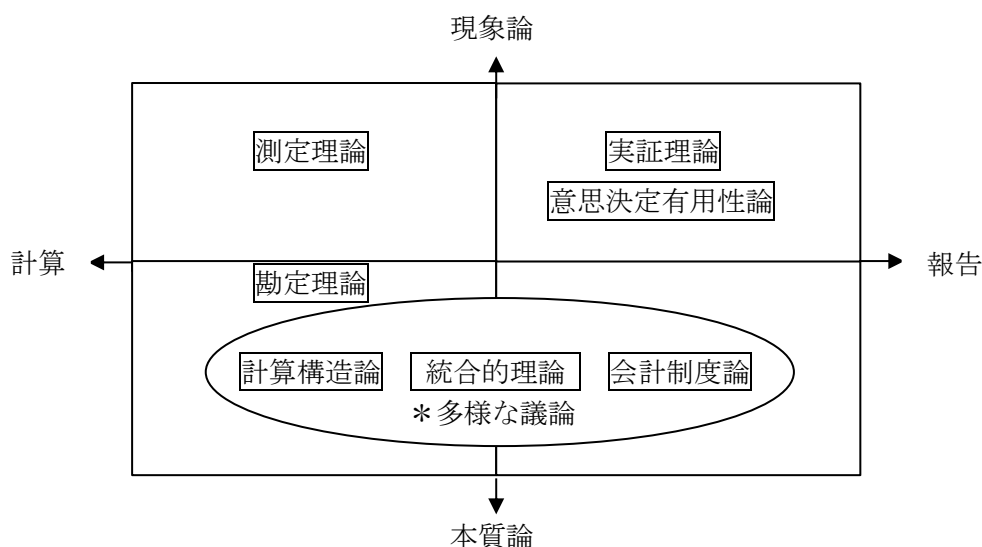 現象論
測定理論
実証理論
意思決定有用性論
計算
報告
勘定理論
計算構造論
統合的理論
会計制度論
＊多様な議論
本質論